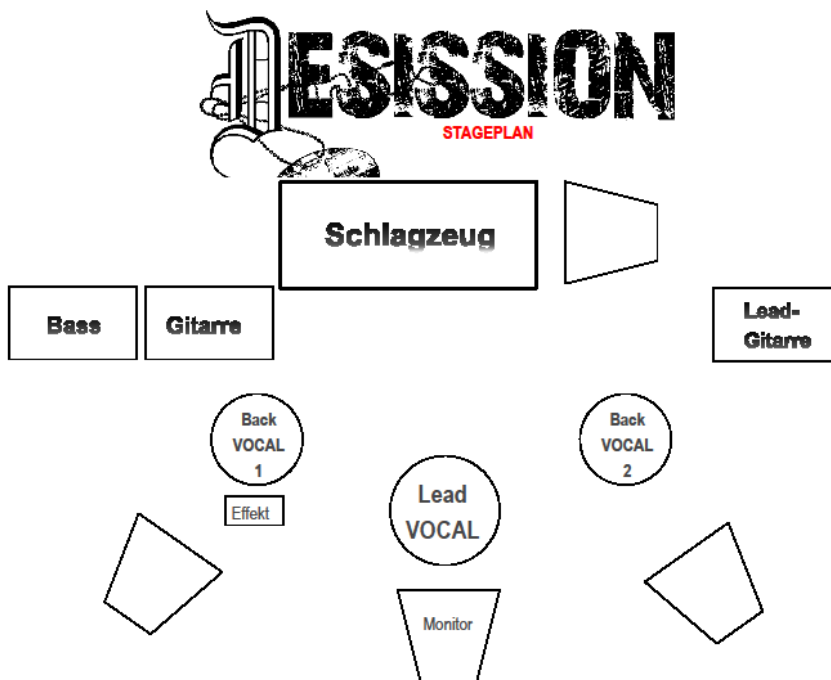 DESISSION
STAGEPLAN
Schlagzeug
Bass
Gitarre
Lead-
Gitarre
Back
VOCAL
1
Back
VOCAL
2
Lead
VOCAL
Effekt
Monitor